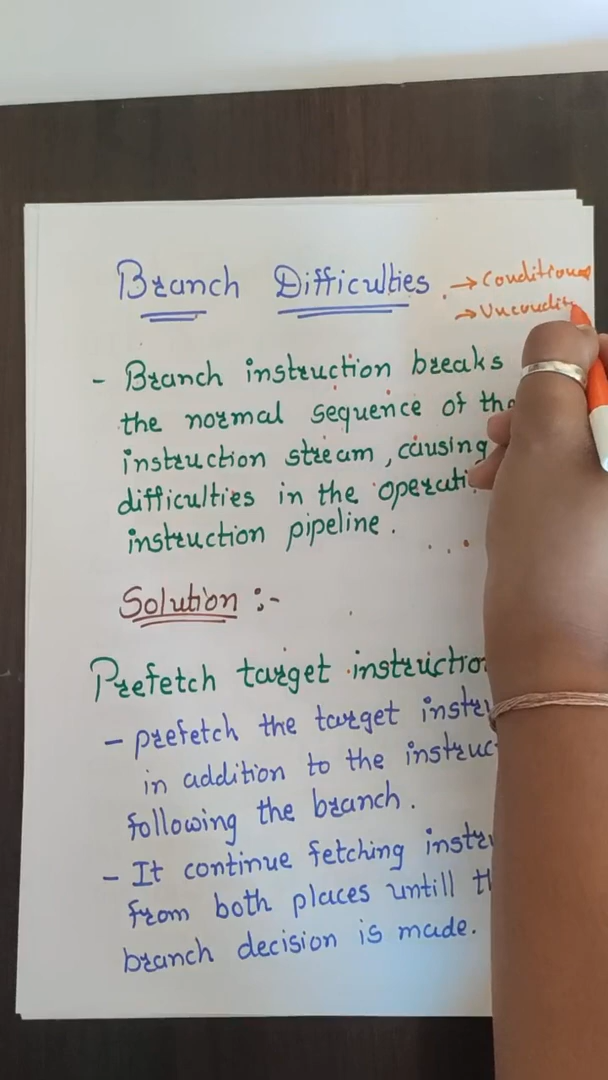 Branch Difficulties → Conditional
→ Uncondit
- Branch instruction breaks
the normal sequence of the
instruction stream, causing
difficulties in the operati
instruction pipeline.
Solution :-
Prefetch target instructio
- prefetch the target instr
in addition to the instruc
following the branch.
- It continue fetching instr
from both places untill th
branch decision is made.